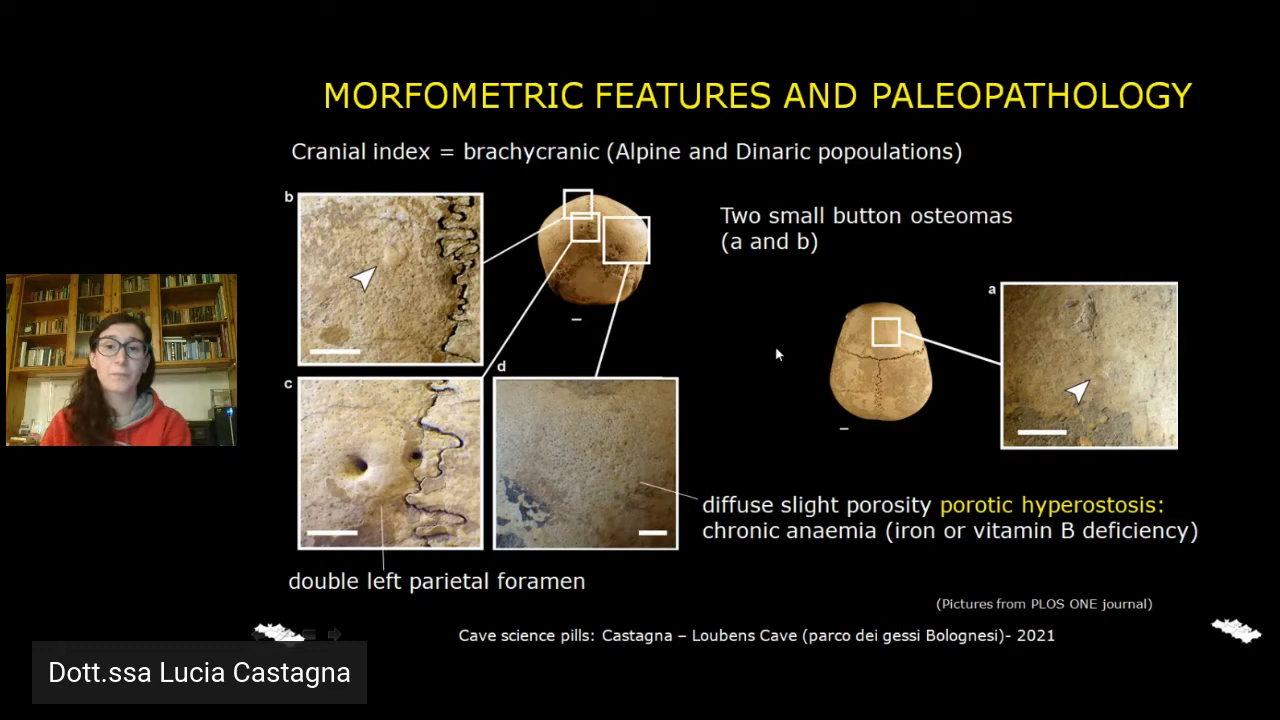 MORFOMETRIC FEATURES AND PALEOPATHOLOGY
Cranial index = brachycranic (Alpine and Dinaric popoulations)
b
Two small button osteomas
(a and b)
a
c
d
diffuse slight porosity porotic hyperostosis:
chronic anaemia (iron or vitamin B deficiency)
double left parietal foramen
(Pictures from PLOS ONE journal)
Cave science pills: Castagna – Loubens Cave (parco dei gessi Bolognesi)- 2021
Dott.ssa Lucia Castagna